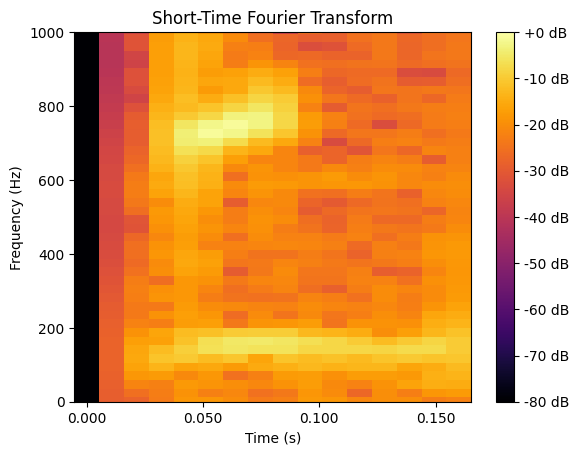 Short-Time Fourier Transform
1000
800
600
400
200
0
Frequency (Hz)
0.000
0.050
0.100
0.150
Time (s)
+0 dB
-10 dB
-20 dB
-30 dB
-40 dB
-50 dB
-60 dB
-70 dB
-80 dB